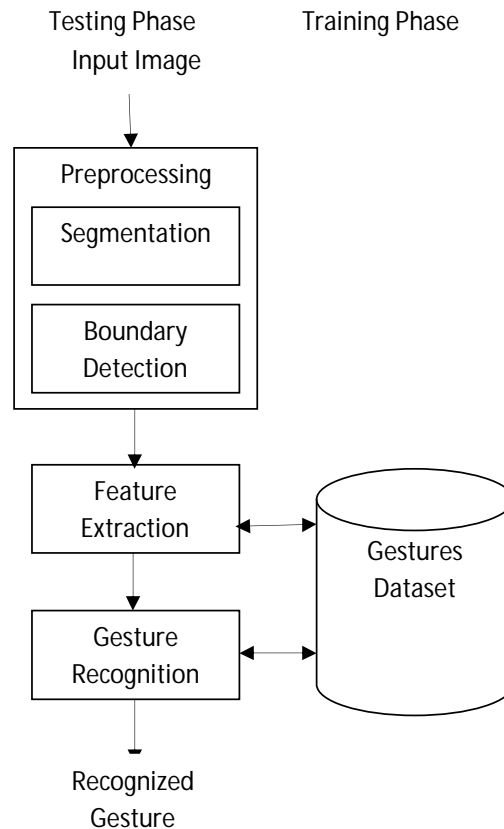 Testing Phase
Training Phase
Input Image
Preprocessing
Segmentation
Boundary
Detection
Feature
Extraction
Gestures
Dataset
Gesture
Recognition
Recognized
Gesture